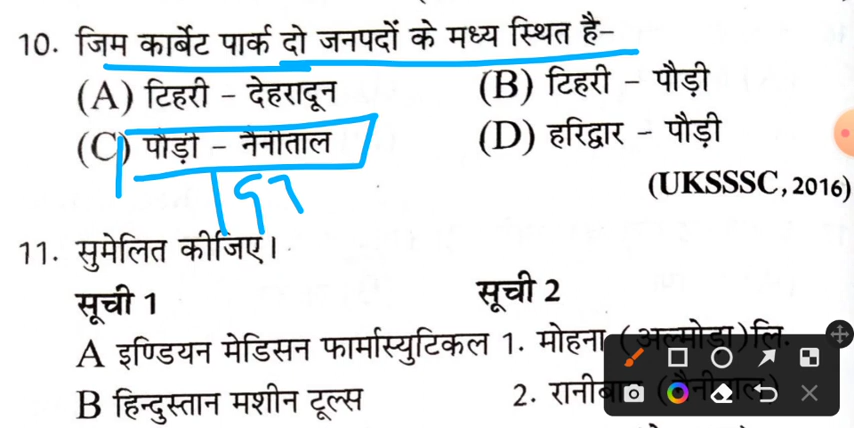 10. जिम कार्बेट पार्क दो जनपदों के मध्य स्थित है-
(A) टिहरी - देहरादून (B) टिहरी - पौड़ी
(C) पौड़ी - नैनीताल (D) हरिद्वार - पौड़ी
(UKSSSC, 2016)
11. सुमेलित कीजिए।
सूची 1 सूची 2
A इण्डियन मेडिसन फार्मास्युटिकल 1. मोहना (अल्मोड़ा) लि.
B हिन्दुस्तान मशीन टूल्स 2. (नैनीताल)